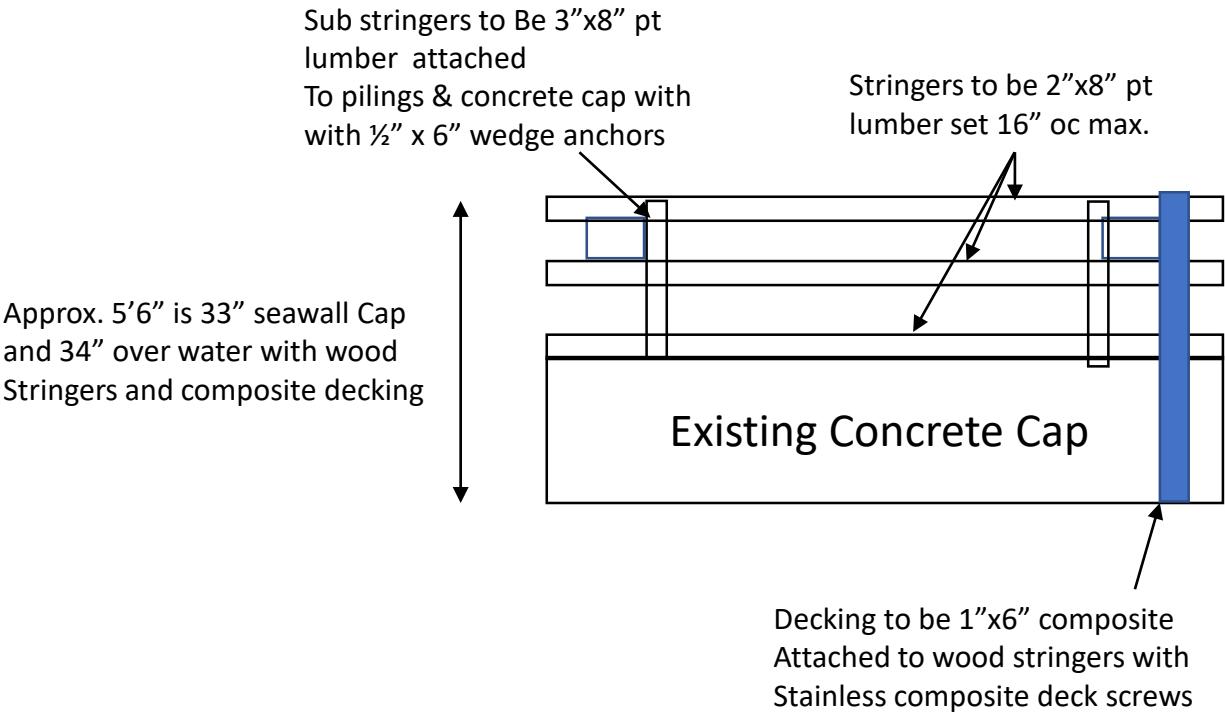 Sub stringers to Be 3”x8” pt
lumber attached
To pilings & concrete cap with
with ½” x 6” wedge anchors
Stringers to be 2”x8” pt
lumber set 16” oc max.
Approx. 5’6” is 33” seawall Cap
and 34” over water with wood
Stringers and composite decking
Existing Concrete Cap
Decking to be 1”x6” composite
Attached to wood stringers with
Stainless composite deck screws